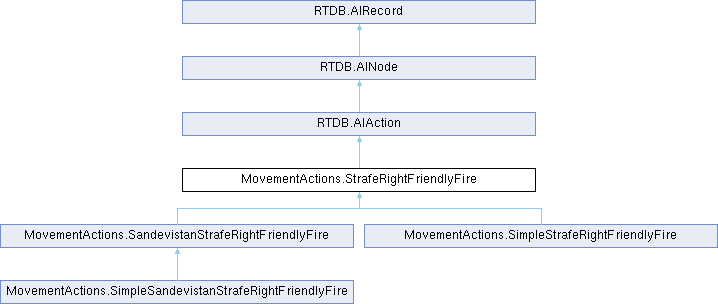 RTDB.AIRecord
RTDB.AINode
RTDB.AIAction
MovementActions.StrafeRightFriendlyFire
MovementActions.SandevistanStrafeRightFriendlyFire
MovementActions.SimpleStrafeRightFriendlyFire
MovementActions.SimpleSandevistanStrafeRightFriendlyFire